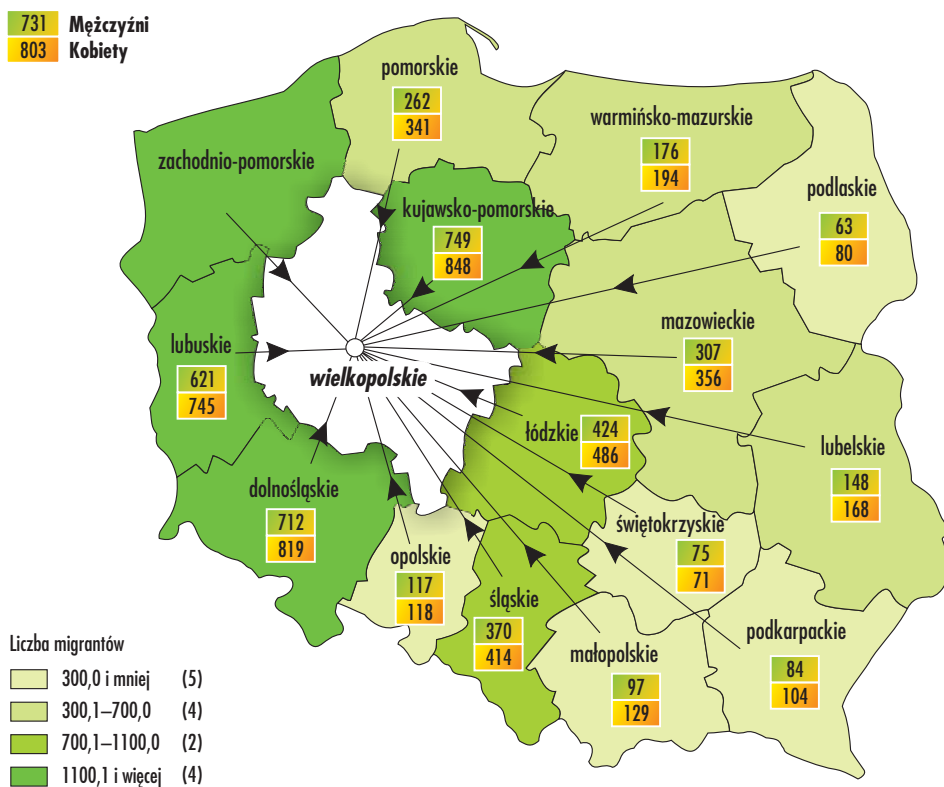 731 Mężczyźni
803 Kobiety
pomorskie
262
341
warmińsko-mazurskie
176
194
zachodnio-pomorskie
podlaskie
63
80
kujawsko-pomorskie
749
848
mazowieckie
307
356
lubuskie
621
745
wielkopolskie
łódzkie
424
486
lubelskie
148
168
dolnośląskie
712
819
świętokrzyskie
75
71
opolskie
117
118
śląskie
370
414
małopolskie
97
129
podkarpackie
84
104
Liczba migrantów
300,0 i mniej (5)
300,1–700,0 (4)
700,1–1100,0 (2)
1100,1 i więcej (4)